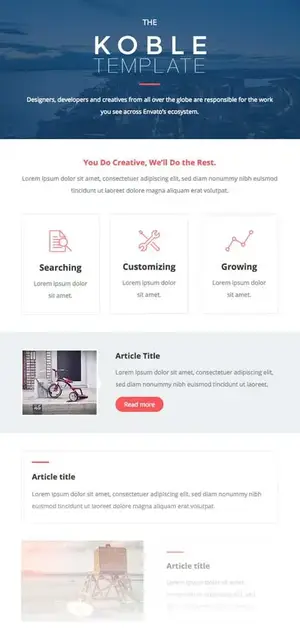 THE
KOBLE
TEMPLATE
Designers, developers and creatives from all over the globe are responsible for the work
you see across Envato's ecosystem.
You Do Creative, We'll Do the Rest.
Lorem ipsum dolor sit amet, consectetuer adipiscing elit, sed diam nonummy nibh euismod
tincidunt ut laoreet dolore magna aliquam erat volutpat.
Searching
Lorem ipsum dolor
sit amet.
Customizing
Lorem ipsum dolor
sit amet.
Growing
Lorem ipsum dolor
sit amet.
Article Title
Lorem ipsum dolor sit amet, consectetuer
adipiscing elit, sed diam nonummy nibh euismod
tincidunt ut laoreet.
Read more
Article title
Lorem ipsum dolor sit amet, consectetuer adipiscing elit, sed diam nonummy nibh
euismod tincidunt ut laoreet dolore magna aliquam erat volutpat.
Article title
Lorem ipsum dolor sit amet,